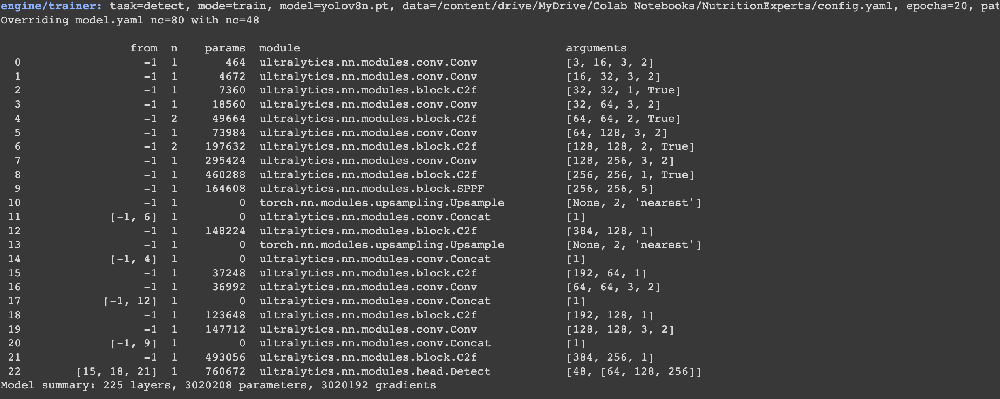 engine/trainer: task=detect, mode=train, model=yolov8n.pt, data=/content/drive/MyDrive/Colab Notebooks/NutritionExperts/config.yaml, epochs=20, pat
Overriding model.yaml nc=80 with nc=48
from n params module arguments
0 -1 1 464 ultralytics.nn.modules.conv.Conv [3, 16, 3, 2]
1 -1 1 4672 ultralytics.nn.modules.conv.Conv [16, 32, 3, 2]
2 -1 1 7360 ultralytics.nn.modules.block.C2f [32, 32, 1, True]
3 -1 1 18560 ultralytics.nn.modules.conv.Conv [32, 64, 3, 2]
4 -1 2 49664 ultralytics.nn.modules.block.C2f [64, 64, 2, True]
5 -1 1 73984 ultralytics.nn.modules.conv.Conv [64, 128, 3, 2]
6 -1 2 197632 ultralytics.nn.modules.block.C2f [128, 128, 2, True]
7 -1 1 295424 ultralytics.nn.modules.conv.Conv [128, 256, 3, 2]
8 -1 1 460288 ultralytics.nn.modules.block.C2f [256, 256, 1, True]
9 -1 1 164608 ultralytics.nn.modules.block.SPPF [256, 256, 5]
10 -1 1 0 torch.nn.modules.upsampling.Upsample [None, 2, 'nearest']
11 [-1, 6] 1 0 ultralytics.nn.modules.conv.Concat [1]
12 -1 1 148224 ultralytics.nn.modules.block.C2f [384, 128, 1]
13 -1 1 0 torch.nn.modules.upsampling.Upsample [None, 2, 'nearest']
14 [-1, 4] 1 0 ultralytics.nn.modules.conv.Concat [1]
15 -1 1 37248 ultralytics.nn.modules.block.C2f [192, 64, 1]
16 -1 1 36992 ultralytics.nn.modules.conv.Conv [64, 64, 3, 2]
17 [-1, 12] 1 0 ultralytics.nn.modules.conv.Concat [1]
18 -1 1 123648 ultralytics.nn.modules.block.C2f [192, 128, 1]
19 -1 1 147712 ultralytics.nn.modules.conv.Conv [128, 128, 3, 2]
20 [-1, 9] 1 0 ultralytics.nn.modules.conv.Concat [1]
21 -1 1 493056 ultralytics.nn.modules.block.C2f [384, 256, 1]
22 [15, 18, 21] 1 760672 ultralytics.nn.modules.head.Detect [48, [64, 128, 256]]
Model summary: 225 layers, 3020208 parameters, 3020192 gradients